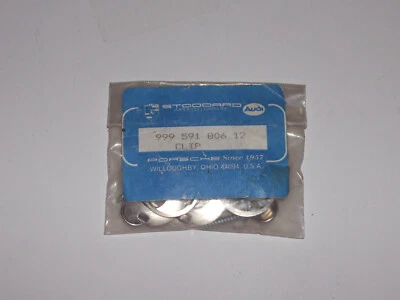 STODDARD
Audi
999 591 806 12
CLIP
PORSCHE Since 1957
WILLOUGHBY, OHIO 44094, U.S.A.